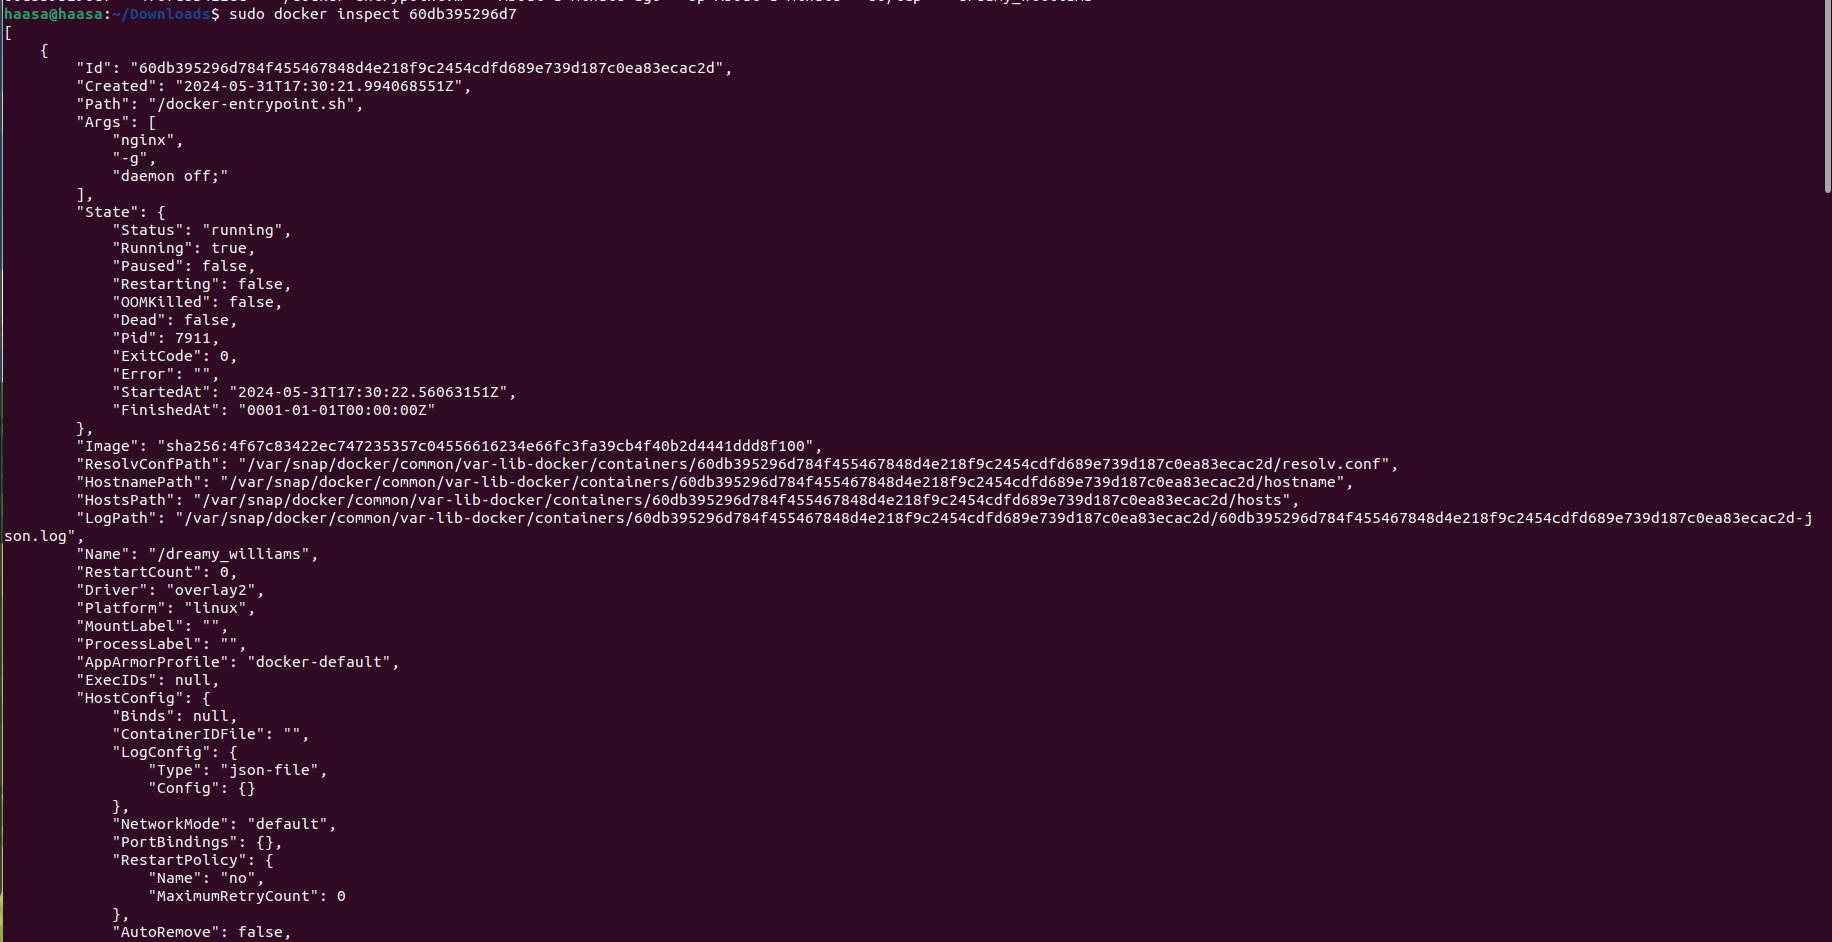 haasa@haasa:~/Downloads$ sudo docker inspect 60db395296d7
[
    {
        "Id": "60db395296d784f455467848d4e218f9c2454cdfd689e739d187c0ea83ecac2d",
        "Created": "2024-05-31T17:30:21.994068551Z",
        "Path": "/docker-entrypoint.sh",
        "Args": [
            "nginx",
            "-g",
            "daemon off;"
        ],
        "State": {
            "Status": "running",
            "Running": true,
            "Paused": false,
            "Restarting": false,
            "OOMKilled": false,
            "Dead": false,
            "Pid": 7911,
            "ExitCode": 0,
            "Error": "",
            "StartedAt": "2024-05-31T17:30:22.56063151Z",
            "FinishedAt": "0001-01-01T00:00:00Z"
        },
        "Image": "sha256:4f67c83422ec747235357c04556616234e66fc3fa39cb4f40b2d4441ddd8f100",
        "ResolvConfPath": "/var/snap/docker/common/var-lib-docker/containers/60db395296d784f455467848d4e218f9c2454cdfd689e739d187c0ea83ecac2d/resolv.conf",
        "HostnamePath": "/var/snap/docker/common/var-lib-docker/containers/60db395296d784f455467848d4e218f9c2454cdfd689e739d187c0ea83ecac2d/hostname",
        "HostsPath": "/var/snap/docker/common/var-lib-docker/containers/60db395296d784f455467848d4e218f9c2454cdfd689e739d187c0ea83ecac2d/hosts",
        "LogPath": "/var/snap/docker/common/var-lib-docker/containers/60db395296d784f455467848d4e218f9c2454cdfd689e739d187c0ea83ecac2d/60db395296d784f455467848d4e218f9c2454cdfd689e739d187c0ea83ecac2d-j
son.log",
        "Name": "/dreamy_williams",
        "RestartCount": 0,
        "Driver": "overlay2",
        "Platform": "linux",
        "MountLabel": "",
        "ProcessLabel": "",
        "AppArmorProfile": "docker-default",
        "ExecIDs": null,
        "HostConfig": {
            "Binds": null,
            "ContainerIDFile": "",
            "LogConfig": {
                "Type": "json-file",
                "Config": {}
            },
            "NetworkMode": "default",
            "PortBindings": {},
            "RestartPolicy": {
                "Name": "no",
                "MaximumRetryCount": 0
            },
            "AutoRemove": false,